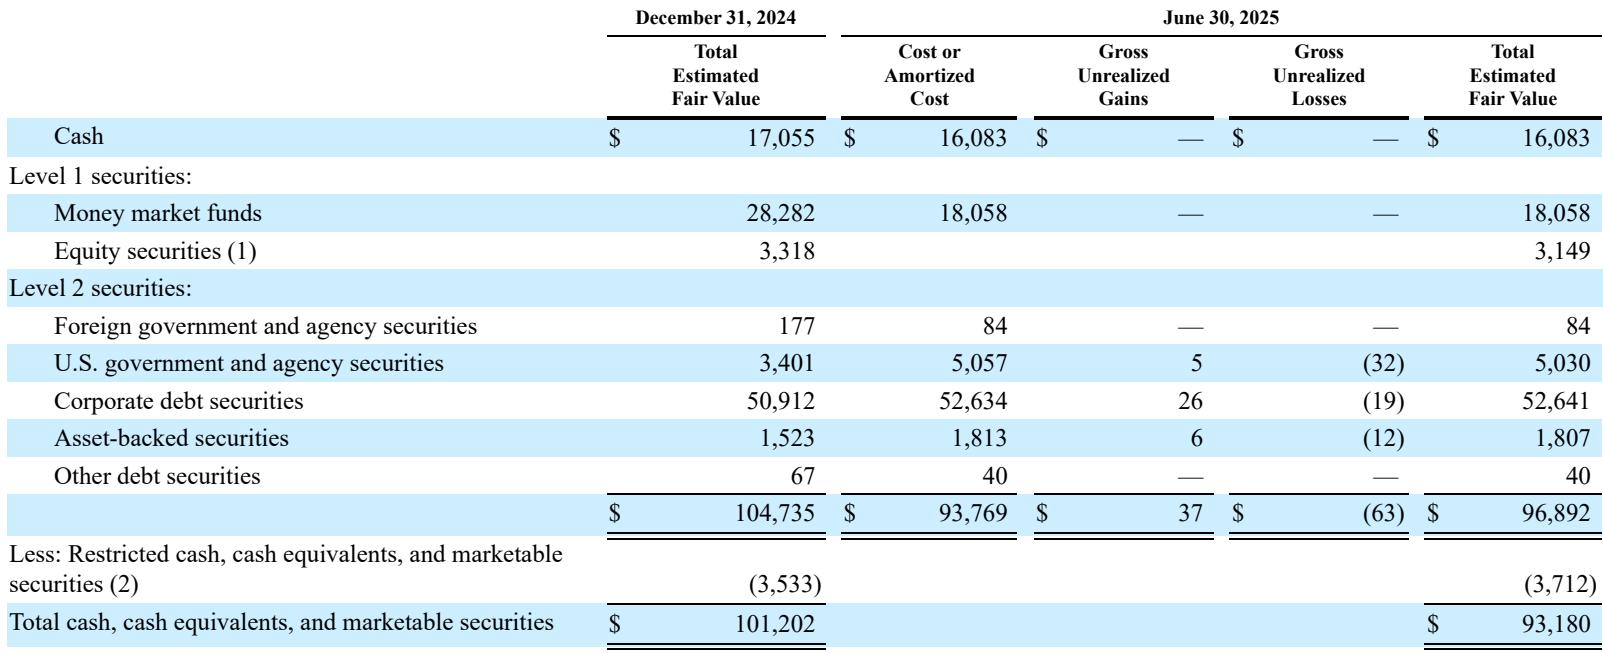 December 31, 2024 June 30, 2025
Total Estimated Fair Value Cost or Amortized Cost Gross Unrealized Gains Gross Unrealized Losses Total Estimated Fair Value
Cash $ 17,055 $ 16,083 $ — $ — $ 16,083
Level 1 securities:
Money market funds 28,282 18,058 — — 18,058
Equity securities (1) 3,318 3,149
Level 2 securities:
Foreign government and agency securities 177 84 — — 84
U.S. government and agency securities 3,401 5,057 5 (32) 5,030
Corporate debt securities 50,912 52,634 26 (19) 52,641
Asset-backed securities 1,523 1,813 6 (12) 1,807
Other debt securities 67 40 — — 40
$ 104,735 $ 93,769 $ 37 $ (63) $ 96,892
Less: Restricted cash, cash equivalents, and marketable
securities (2) (3,533) (3,712)
Total cash, cash equivalents, and marketable securities $ 101,202 $ 93,180